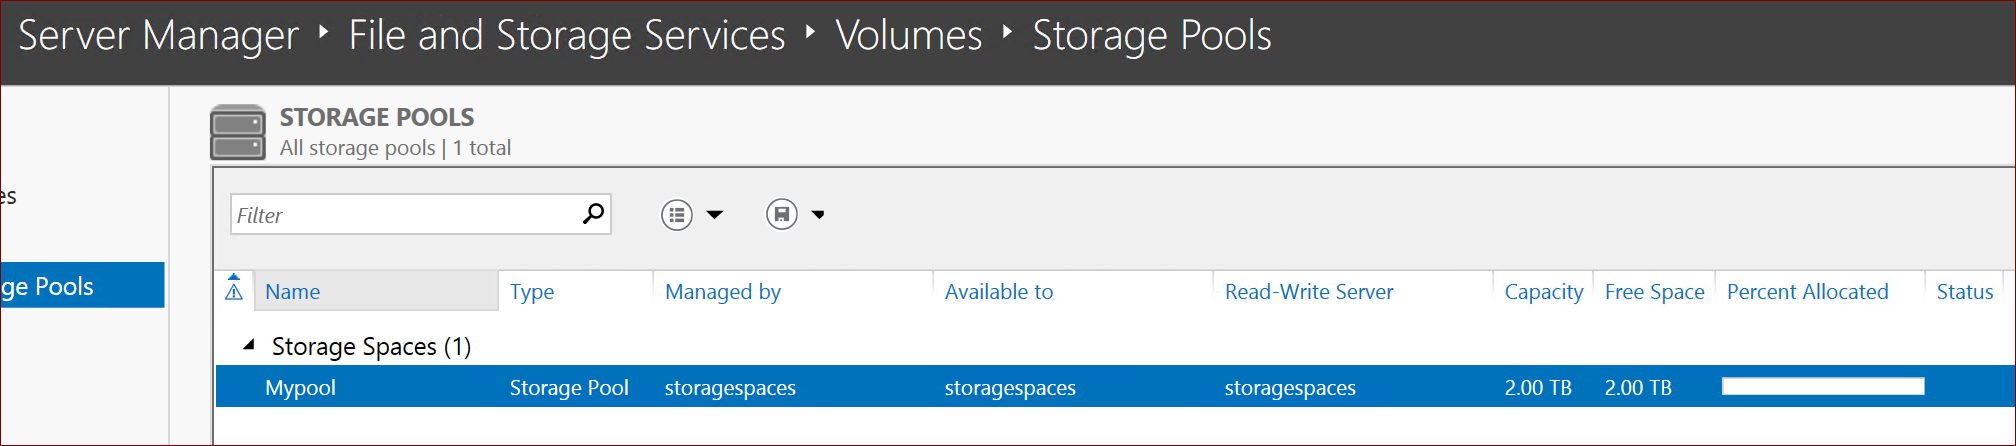 Server Manager ‣ File and Storage Services ‣ Volumes ‣ Storage Pools
STORAGE POOLS
All storage pools | 1 total
es
Filter
ge Pools
Name Type Managed by Available to Read-Write Server Capacity Free Space Percent Allocated Status
Storage Spaces (1)
Mypool Storage Pool storagespaces storagespaces storagespaces 2.00 TB 2.00 TB